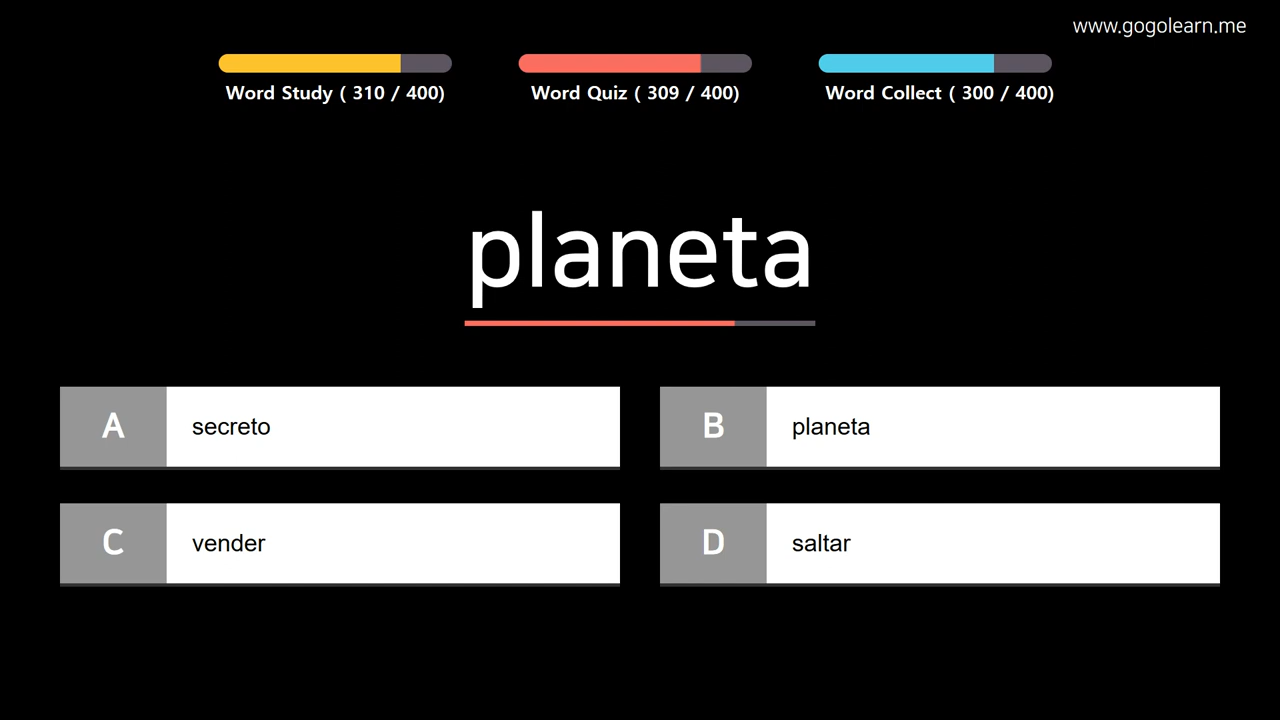 www.gogolearn.me
Word Study ( 310 / 400)
Word Quiz ( 309 / 400)
Word Collect ( 300 / 400)
planeta
A secreto
B planeta
C vender
D saltar